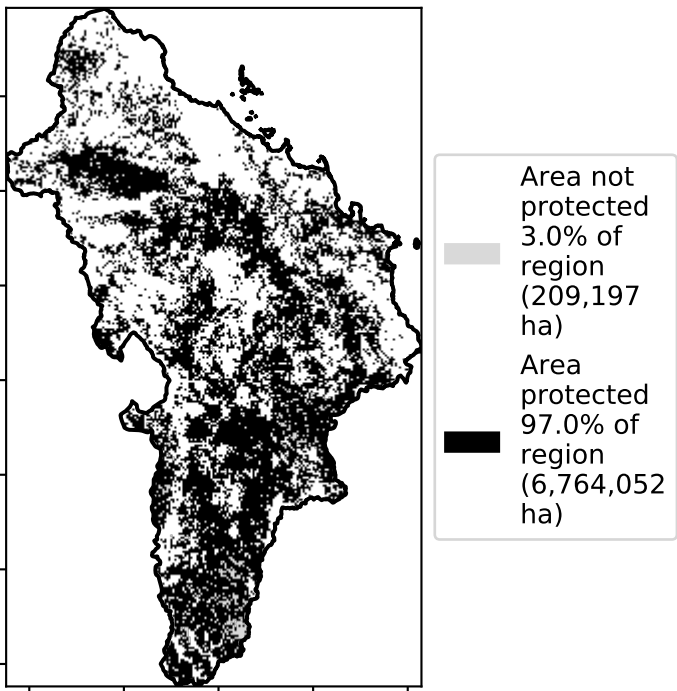 Area not
protected
3.0% of
region
(209,197
ha)
Area
protected
97.0% of
region
(6,764,052
ha)